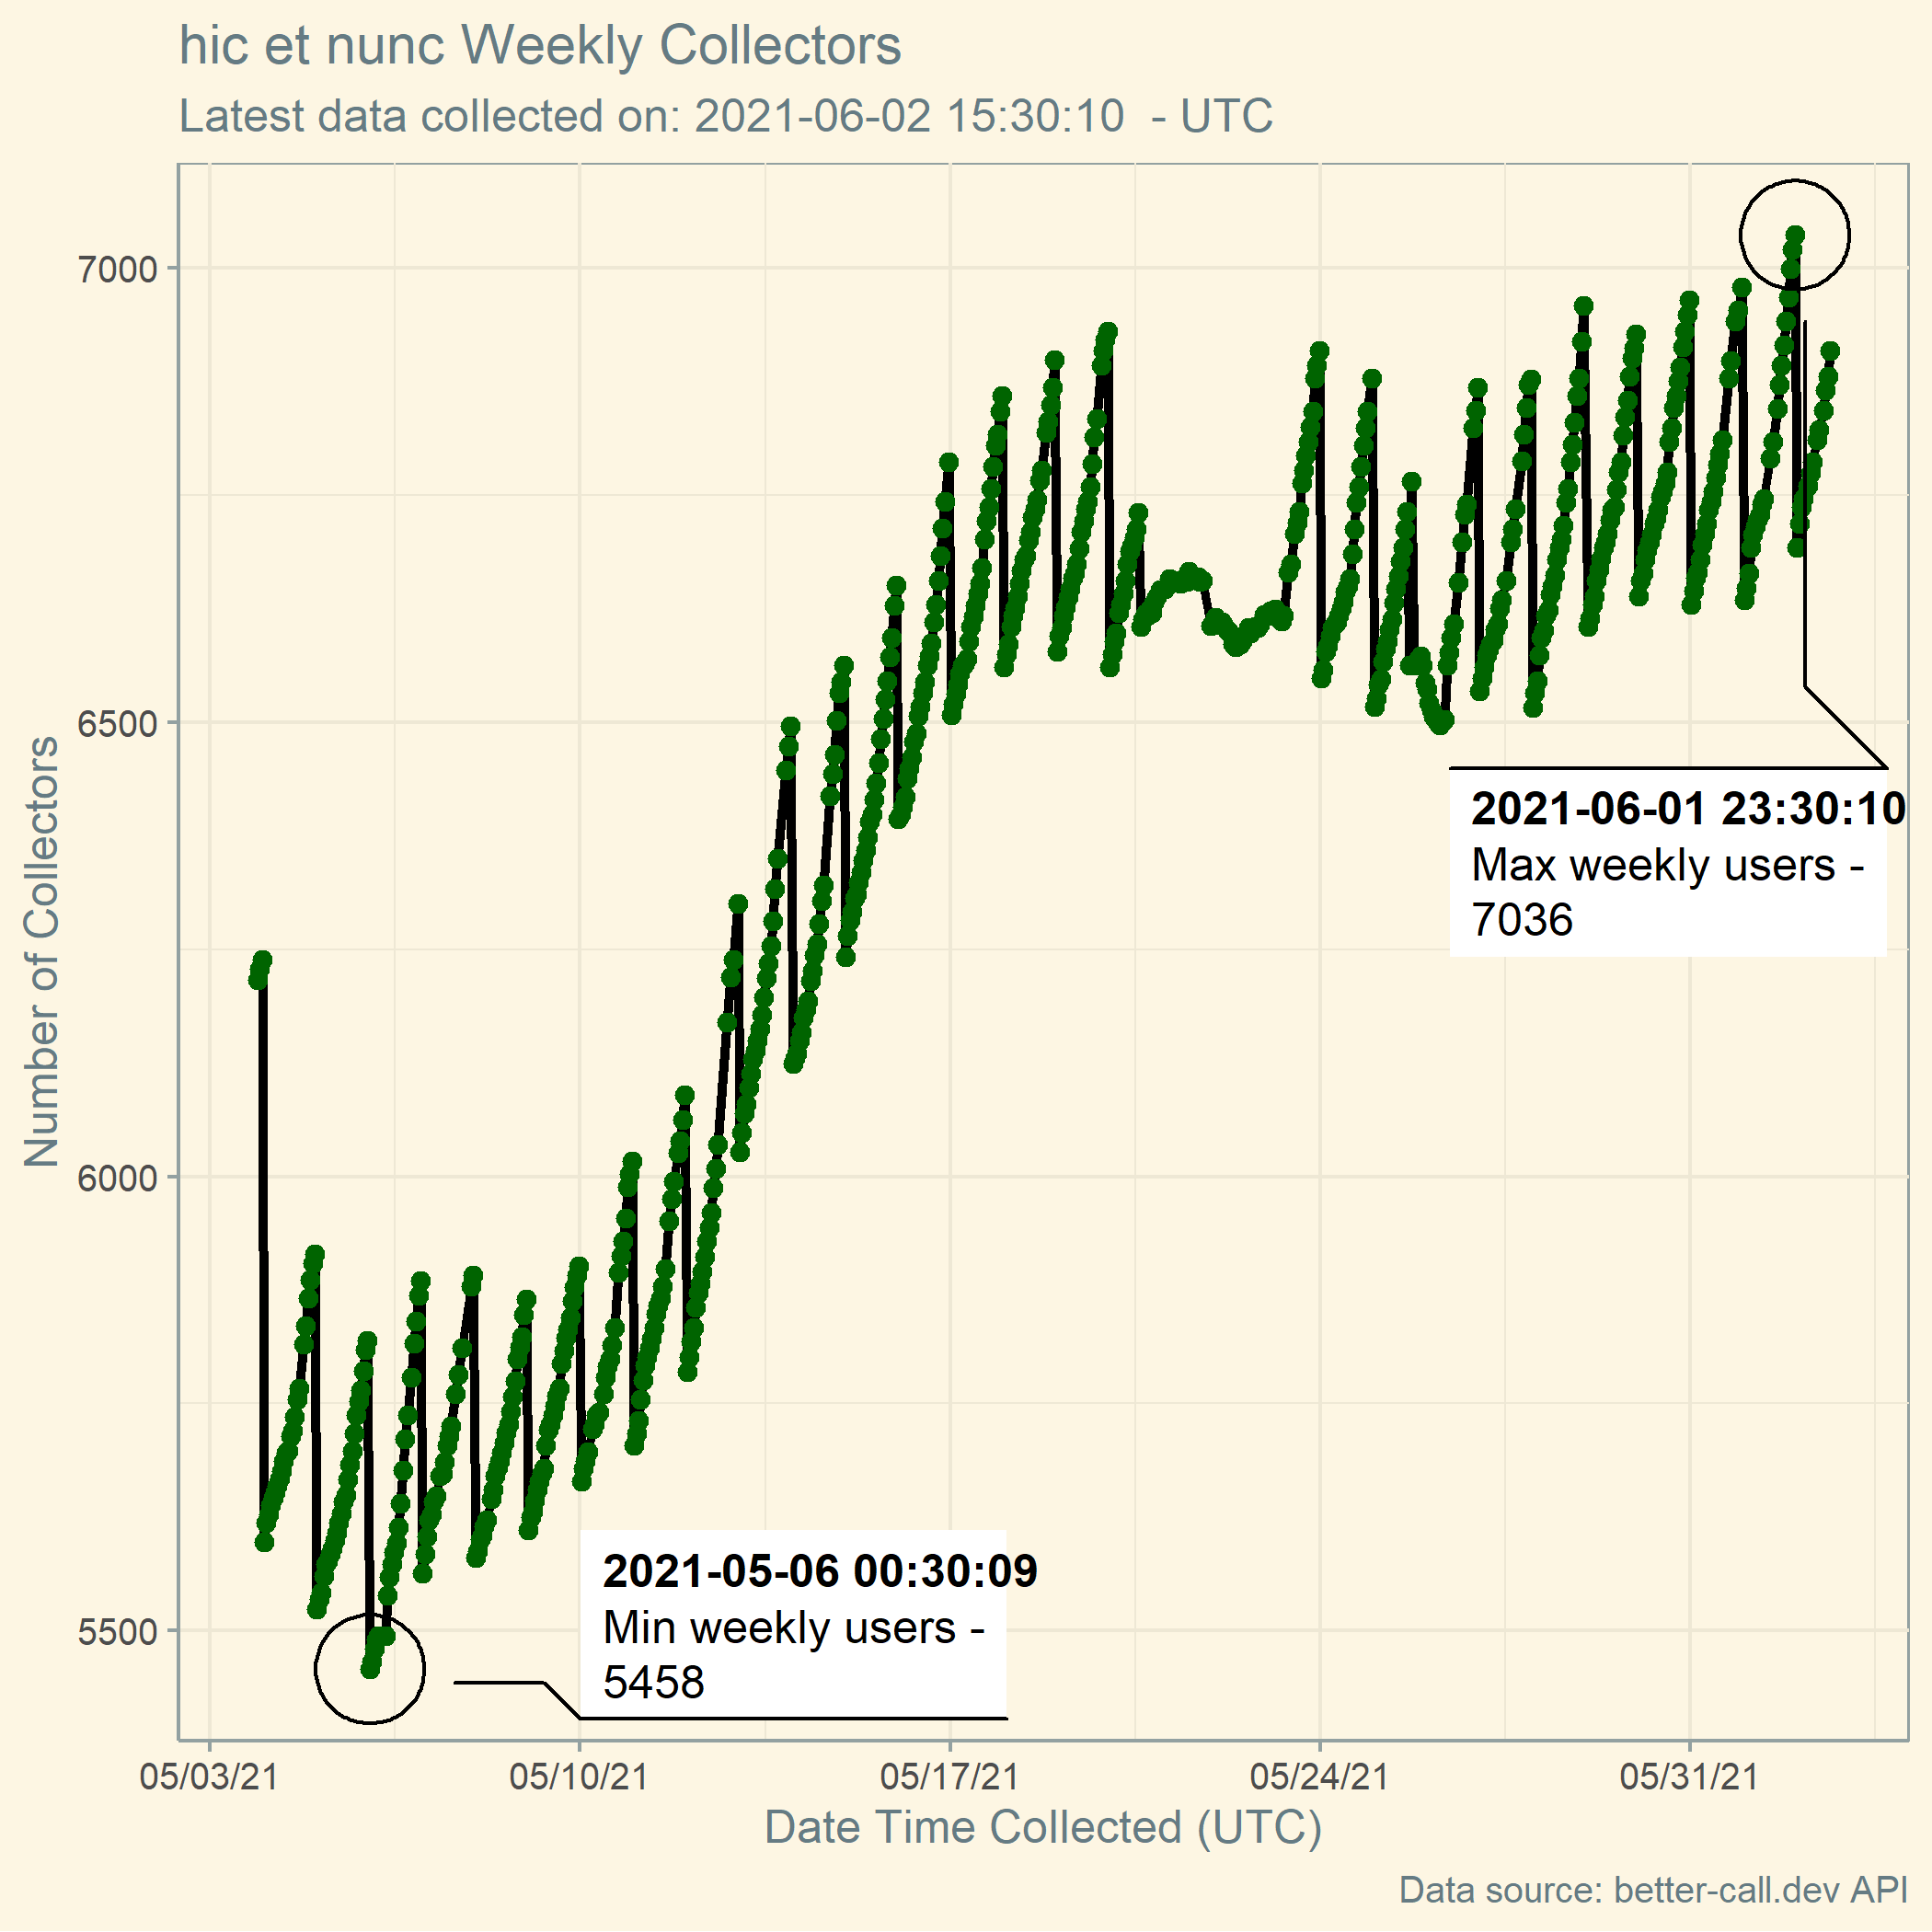 hic et nunc Weekly Collectors
Latest data collected on: 2021-06-02 15:30:10  - UTC
Number of Collectors
7000
6500
6000
5500
2021-06-01 23:30:10
Max weekly users -
7036
2021-05-06 00:30:09
Min weekly users -
5458
05/03/21
05/10/21
05/17/21
05/24/21
05/31/21
Date Time Collected (UTC)
Data source: better-call.dev API